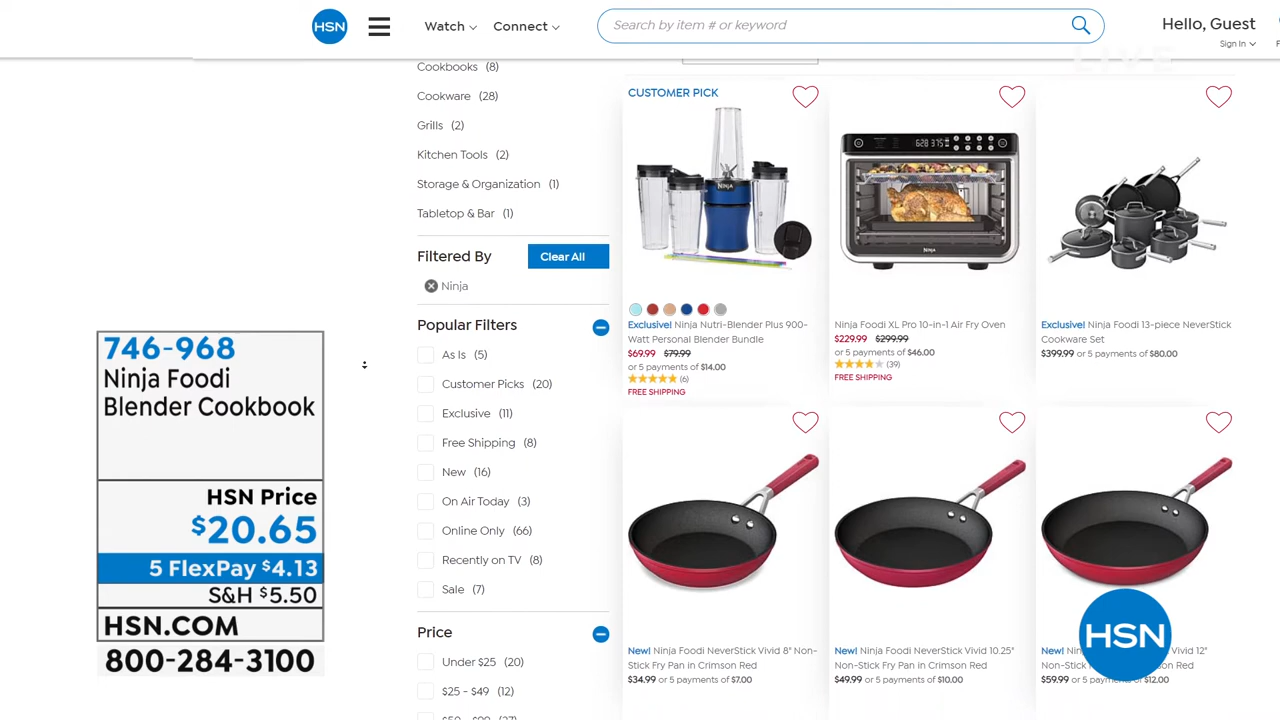 HSN
Watch
Connect
Search by item # or keyword
Hello, Guest
Sign In
LIVE
Cookbooks (8)
Cookware (28)
Grills (2)
Kitchen Tools (2)
Storage & Organization (1)
Tabletop & Bar (1)
Filtered By
Clear All
Ninja
Popular Filters
As Is (5)
Customer Picks (20)
Exclusive (11)
Free Shipping (8)
New (16)
On Air Today (3)
Online Only (66)
Recently on TV (8)
Sale (7)
Price
Under $25 (20)
$25 - $49 (12)
CUSTOMER PICK
NINJA
Exclusive! Ninja Nutri-Blender Plus 900-
Watt Personal Blender Bundle
$69.99 $79.99
or 5 payments of $14.00
(6)
FREE SHIPPING
NINJA
Ninja Foodi XL Pro 10-in-1 Air Fry Oven
$229.99 $299.99
or 5 payments of $46.00
(39)
FREE SHIPPING
Exclusive! Ninja Foodi 13-piece NeverStick
Cookware Set
$399.99 or 5 payments of $80.00
New! Ninja Foodi NeverStick Vivid 8" Non-
Stick Fry Pan in Crimson Red
$34.99 or 5 payments of $7.00
New! Ninja Foodi NeverStick Vivid 10.25"
Non-Stick Fry Pan in Crimson Red
$49.99 or 5 payments of $10.00
New! Vivid 12"
Non-Stick Red
$59.99 or 5 $12.00
HSN
746-968
Ninja Foodi
Blender Cookbook
HSN Price
$20.65
5 FlexPay $4.13
S&H $5.50
HSN.COM
800-284-3100